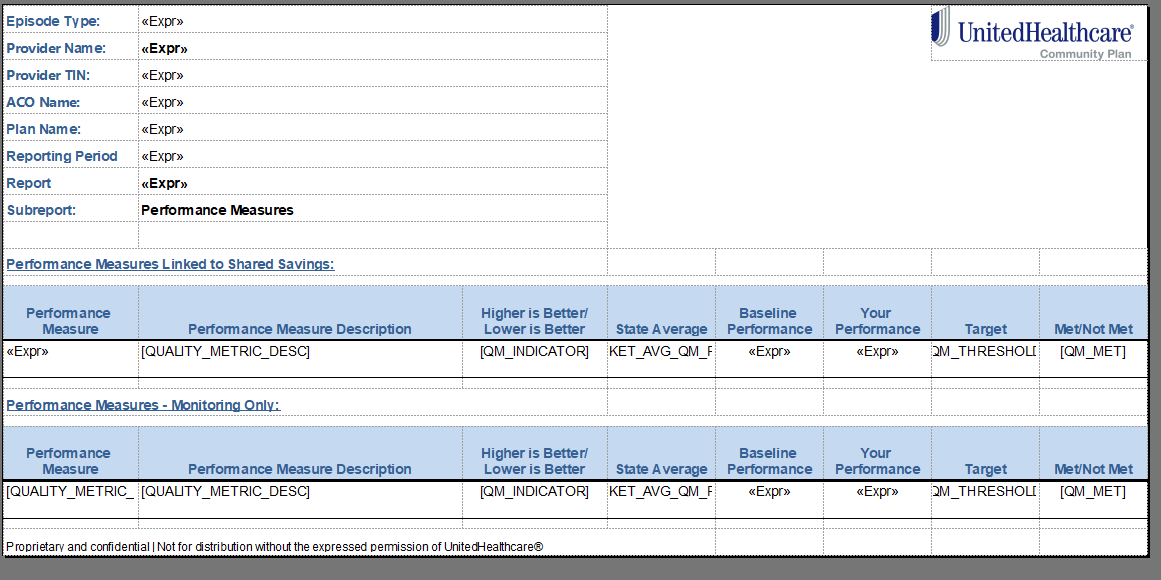 Episode Type: «Expr»
UnitedHealthcare®
Community Plan
Provider Name: «Expr»
Provider TIN: «Expr»
ACO Name: «Expr»
Plan Name: «Expr»
Reporting Period «Expr»
Report «Expr»
Subreport: Performance Measures
Performance Measures Linked to Shared Savings:
Performance Measure Performance Measure Description Higher is Better/ Lower is Better State Average Baseline Performance Your Performance Target Met/Not Met
«Expr» [QUALITY_METRIC_DESC] [QM_INDICATOR] KET_AVG_QM_F «Expr» «Expr» QM_THRESHOLD [QM_MET]
Performance Measures - Monitoring Only:
Performance Measure Performance Measure Description Higher is Better/ Lower is Better State Average Baseline Performance Your Performance Target Met/Not Met
[QUALITY_METRIC_ [QUALITY_METRIC_DESC] [QM_INDICATOR] KET_AVG_QM_F «Expr» «Expr» QM_THRESHOLD [QM_MET]
Proprietary and confidential | Not for distribution without the expressed permission of UnitedHealthcare®